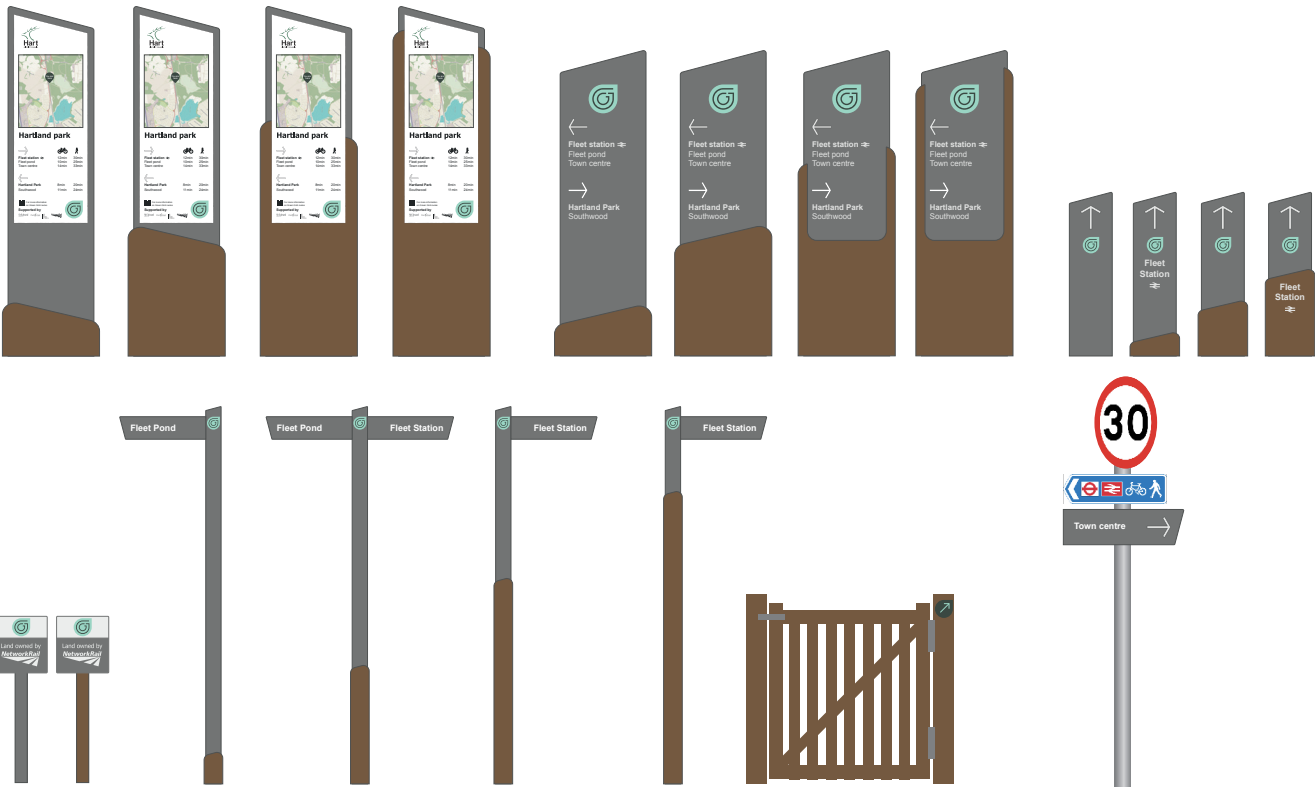 Hart
Hartland park
Fleet station
Fleet pond
Town centre
Hartland Park
Southwood
Supported by
Hart
Hartland park
Fleet station
Fleet pond
Town centre
Hartland Park
Southwood
Supported by
Hart
Hartland park
Fleet station
Fleet pond
Town centre
Hartland Park
Southwood
Supported by
Hart
Hartland park
Fleet station
Fleet pond
Town centre
Hartland Park
Southwood
Supported by
Fleet station
Fleet pond
Town centre
Hartland Park
Southwood
Fleet station
Fleet pond
Town centre
Hartland Park
Southwood
Fleet station
Fleet pond
Town centre
Hartland Park
Southwood
Fleet station
Fleet pond
Town centre
Hartland Park
Southwood
Fleet
Station
Fleet
Station
Fleet Pond
Fleet Pond
Fleet Station
Fleet Station
Fleet Station
30
Town centre
Land owned by
NetworkRail
Land owned by
NetworkRail